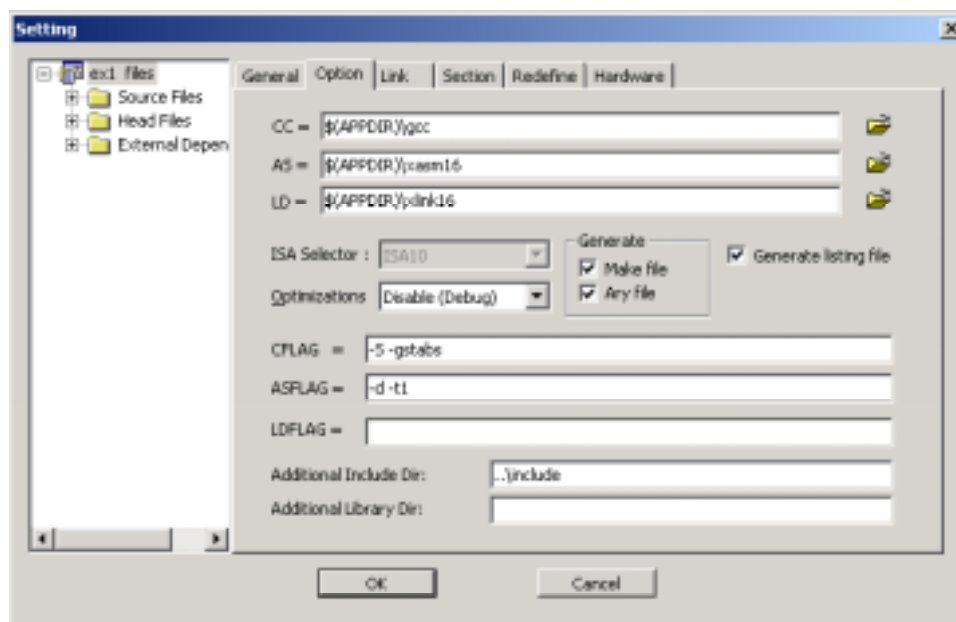 Setting
ex1 files
Source Files
Head Files
External Depen
General Option Link Section Redefine Hardware
CC = $(APPDIR)\gcc
AS = $(APPDIR)\xasm16
LD = $(APPDIR)\xlink16
ISA Selector : ISA10
Optimizations Disable (Debug)
Generate
Make file
Ary file
Generate listing file
CFLAG = -S -gstabs
ASFLAG = -d -t1
LDFLAG =
Additional Include Dir: ..\include
Additional Library Dir:
OK Cancel